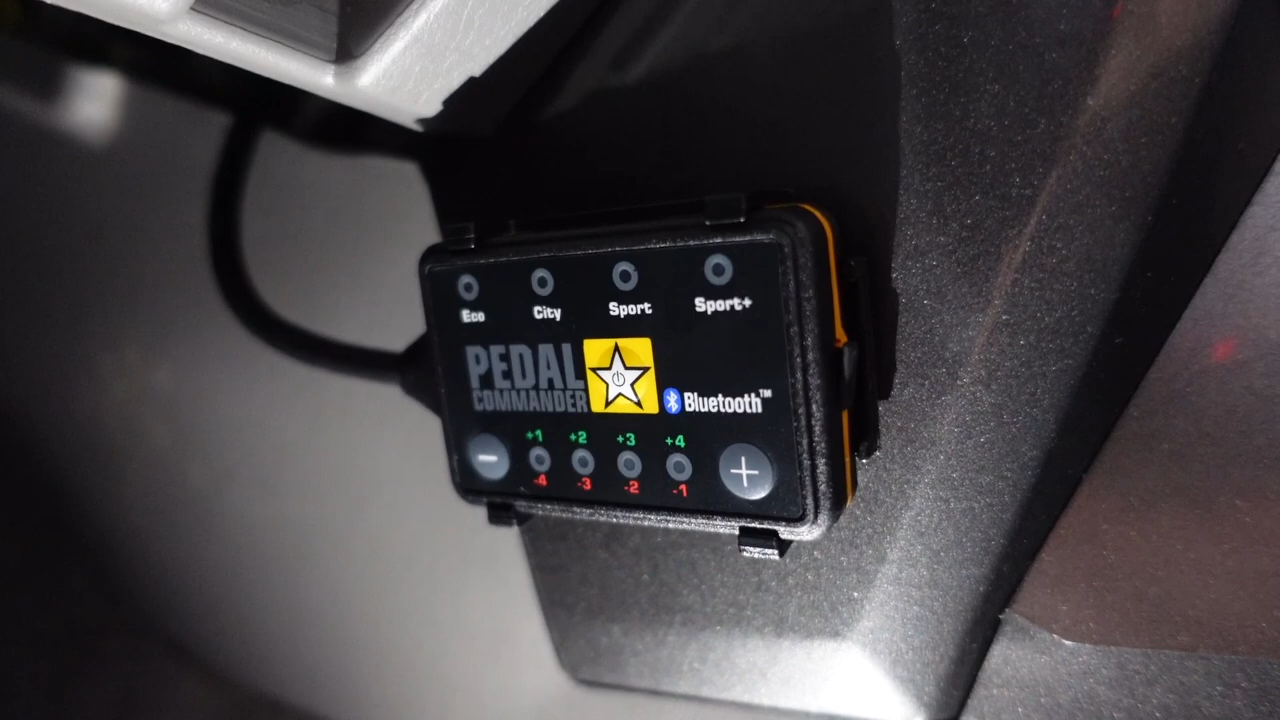 Eco City Sport Sport+
PEDAL
COMMANDER
Bluetooth™
+1 +2 +3 +4
− +
-4 -3 -2 -1